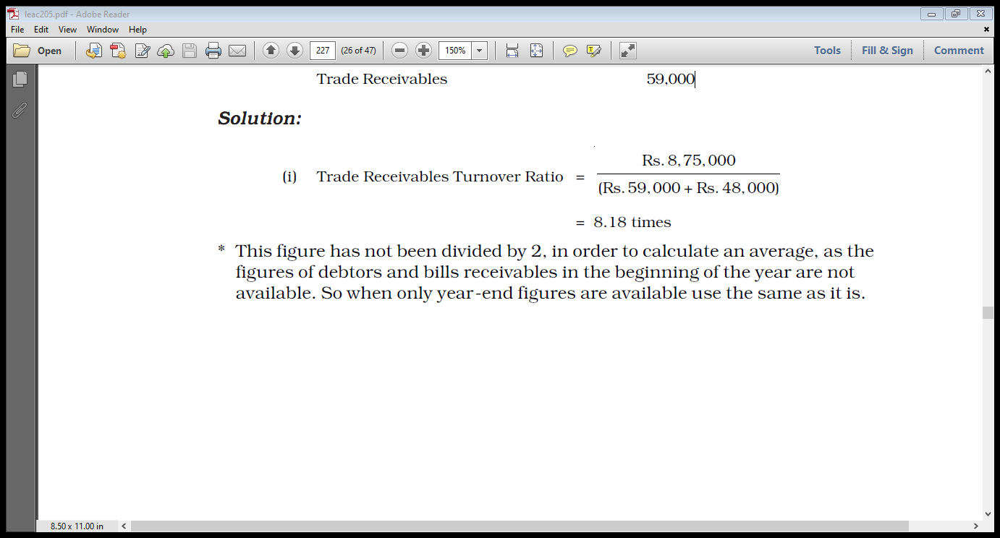 leac205.pdf - Adobe Reader
File Edit View Window Help
Open 227 (26 of 47) 150% Tools Fill & Sign Comment
Trade Receivables 59,000
Solution:
Rs. 8,75,000
(i) Trade Receivables Turnover Ratio =
(Rs. 59,000 + Rs. 48,000)
= 8.18 times
* This figure has not been divided by 2, in order to calculate an average, as the
figures of debtors and bills receivables in the beginning of the year are not
available. So when only year-end figures are available use the same as it is.
8.50 x 11.00 in